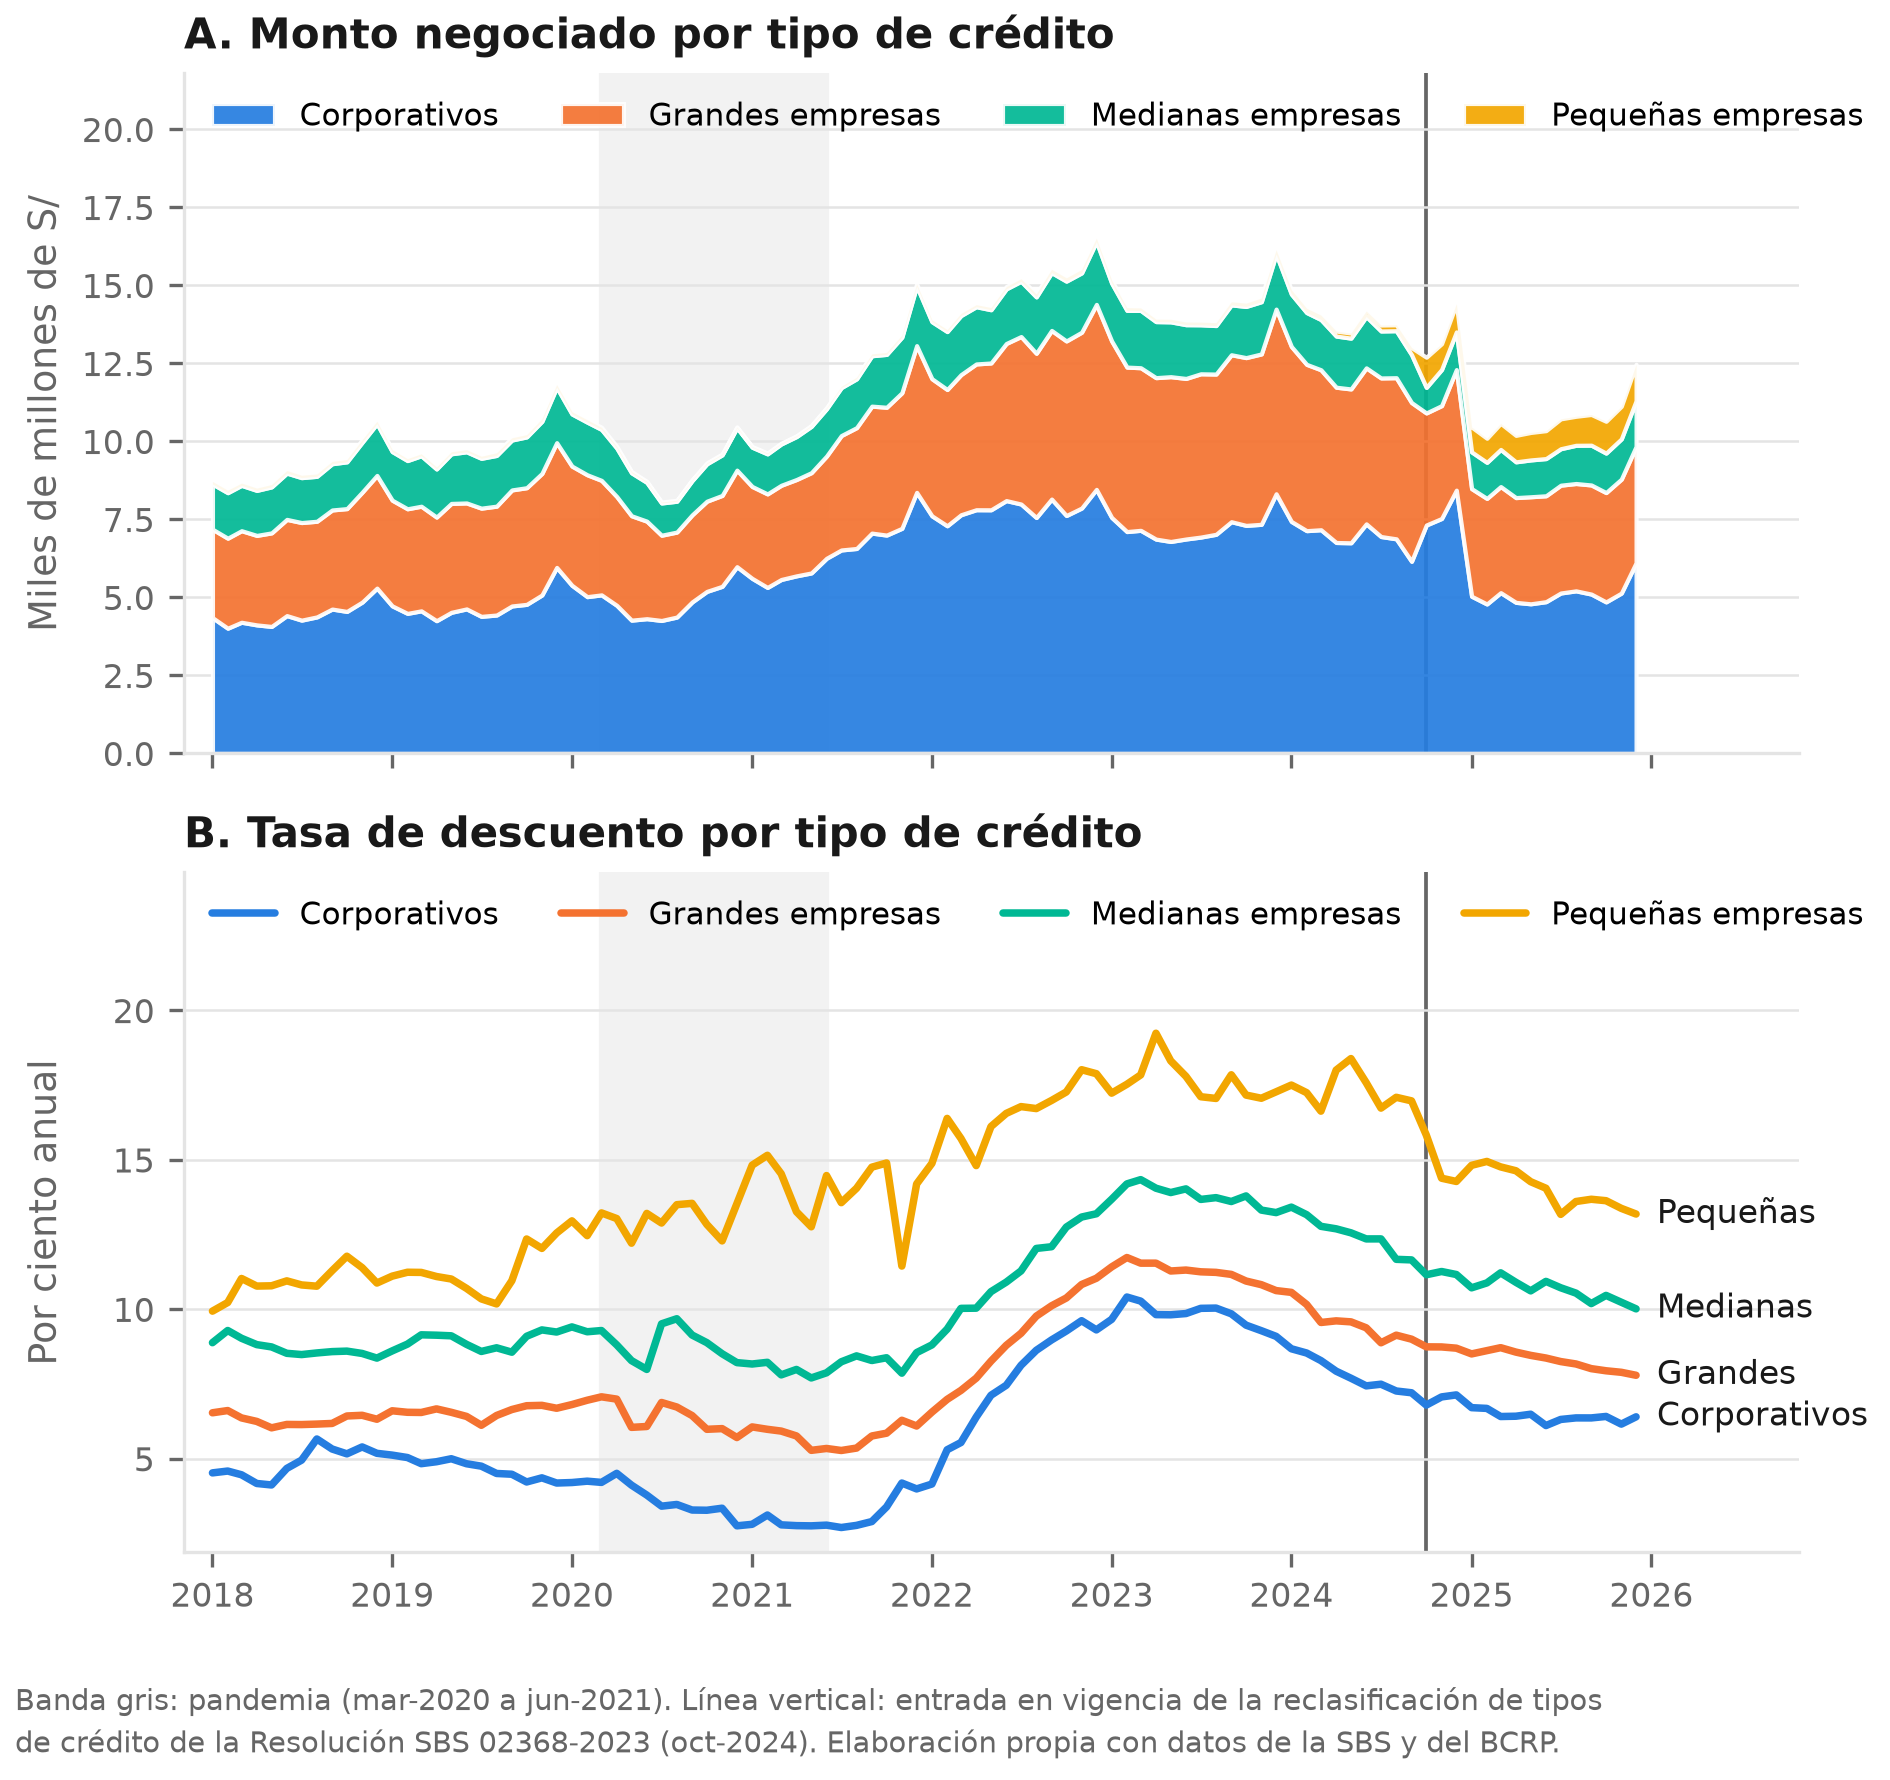 A. Monto negociado por tipo de crédito
Corporativos Grandes empresas Medianas empresas Pequeñas empresas
Miles de millones de S/
20.0
17.5
15.0
12.5
10.0
7.5
5.0
2.5
0.0
B. Tasa de descuento por tipo de crédito
Corporativos Grandes empresas Medianas empresas Pequeñas empresas
Por ciento anual
20
15
10
5
Pequeñas
Medianas
Grandes
Corporativos
2018 2019 2020 2021 2022 2023 2024 2025 2026
Banda gris: pandemia (mar-2020 a jun-2021). Línea vertical: entrada en vigencia de la reclasificación de tipos
de crédito de la Resolución SBS 02368-2023 (oct-2024). Elaboración propia con datos de la SBS y del BCRP.